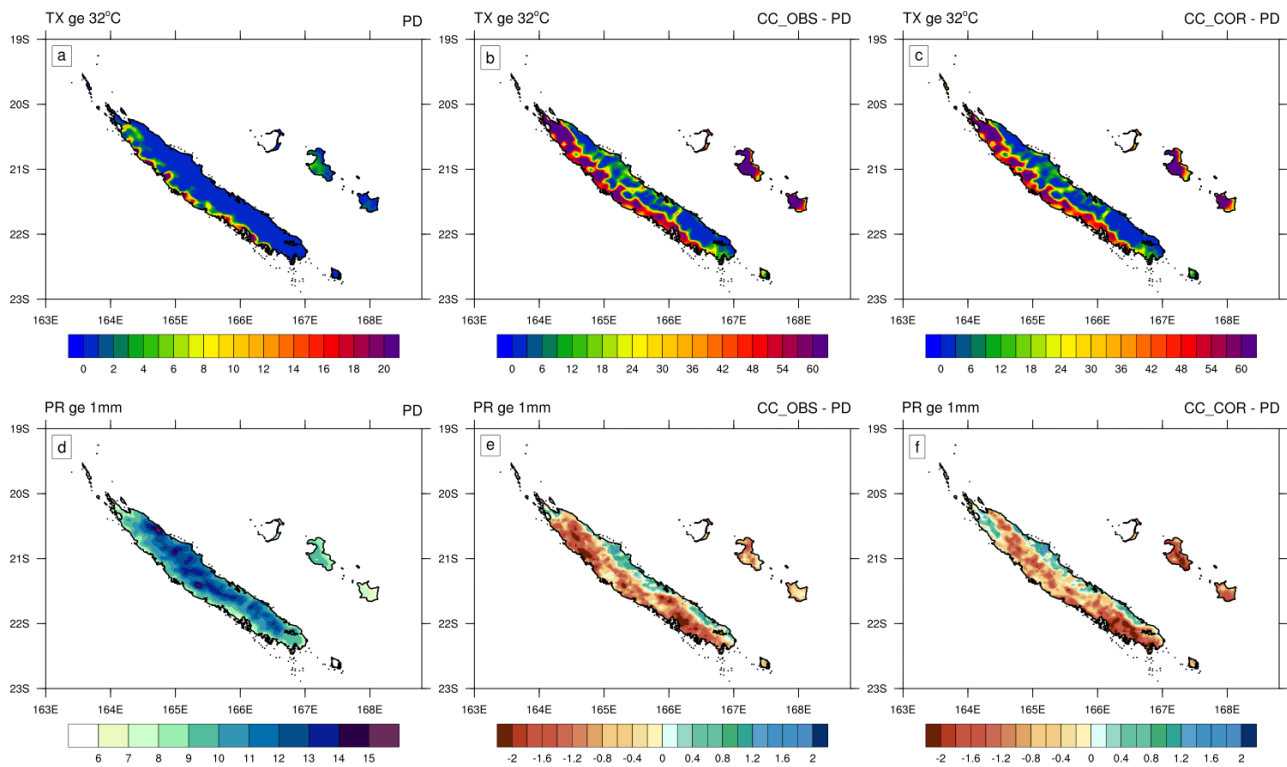 TX ge 32°C PD
TX ge 32°C CC_OBS - PD
TX ge 32°C CC_COR - PD
a
b
c
19S
20S
21S
22S
23S
163E 164E 165E 166E 167E 168E
19S
20S
21S
22S
23S
163E 164E 165E 166E 167E 168E
19S
20S
21S
22S
23S
163E 164E 165E 166E 167E 168E
0 2 4 6 8 10 12 14 16 18 20
0 6 12 18 24 30 36 42 48 54 60
0 6 12 18 24 30 36 42 48 54 60
PR ge 1mm PD
PR ge 1mm CC_OBS - PD
PR ge 1mm CC_COR - PD
d
e
f
19S
20S
21S
22S
23S
163E 164E 165E 166E 167E 168E
19S
20S
21S
22S
23S
163E 164E 165E 166E 167E 168E
19S
20S
21S
22S
23S
163E 164E 165E 166E 167E 168E
6 7 8 9 10 11 12 13 14 15
-2 -1.6 -1.2 -0.8 -0.4 0 0.4 0.8 1.2 1.6 2
-2 -1.6 -1.2 -0.8 -0.4 0 0.4 0.8 1.2 1.6 2